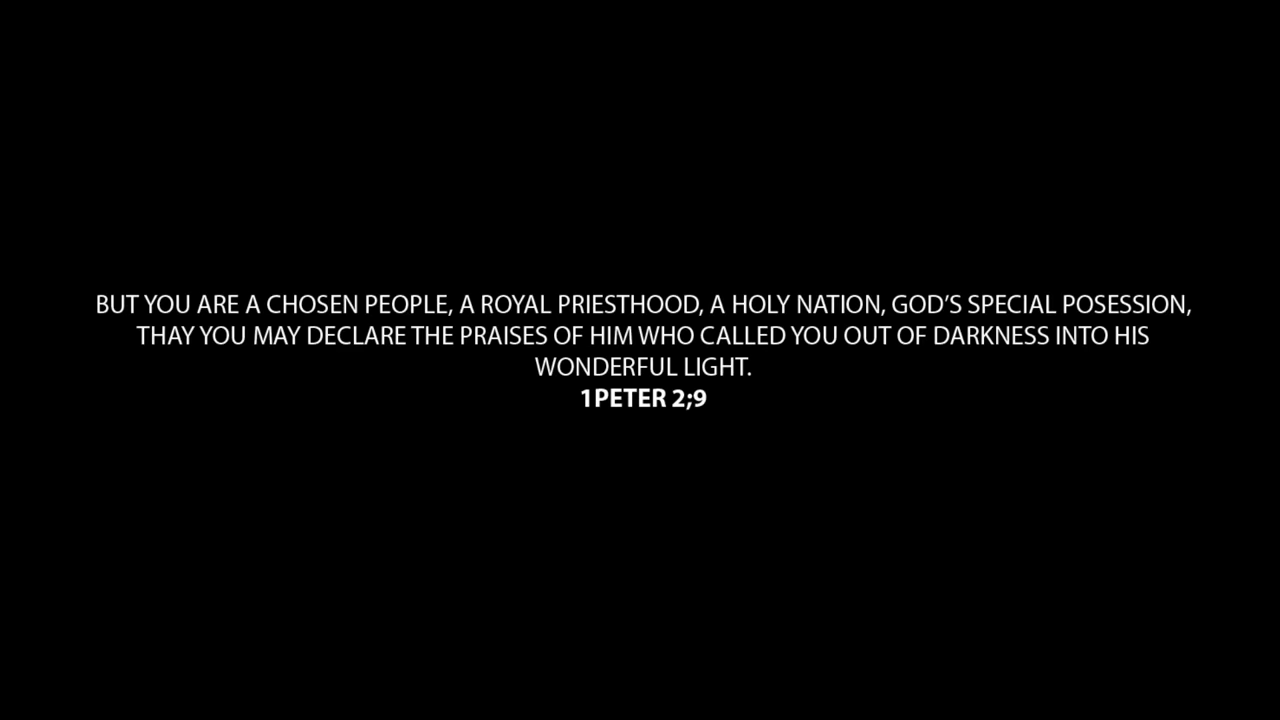 BUT YOU ARE A CHOSEN PEOPLE, A ROYAL PRIESTHOOD, A HOLY NATION, GOD’S SPECIAL POSESSION,
THAY YOU MAY DECLARE THE PRAISES OF HIM WHO CALLED YOU OUT OF DARKNESS INTO HIS
WONDERFUL LIGHT.
1PETER 2;9